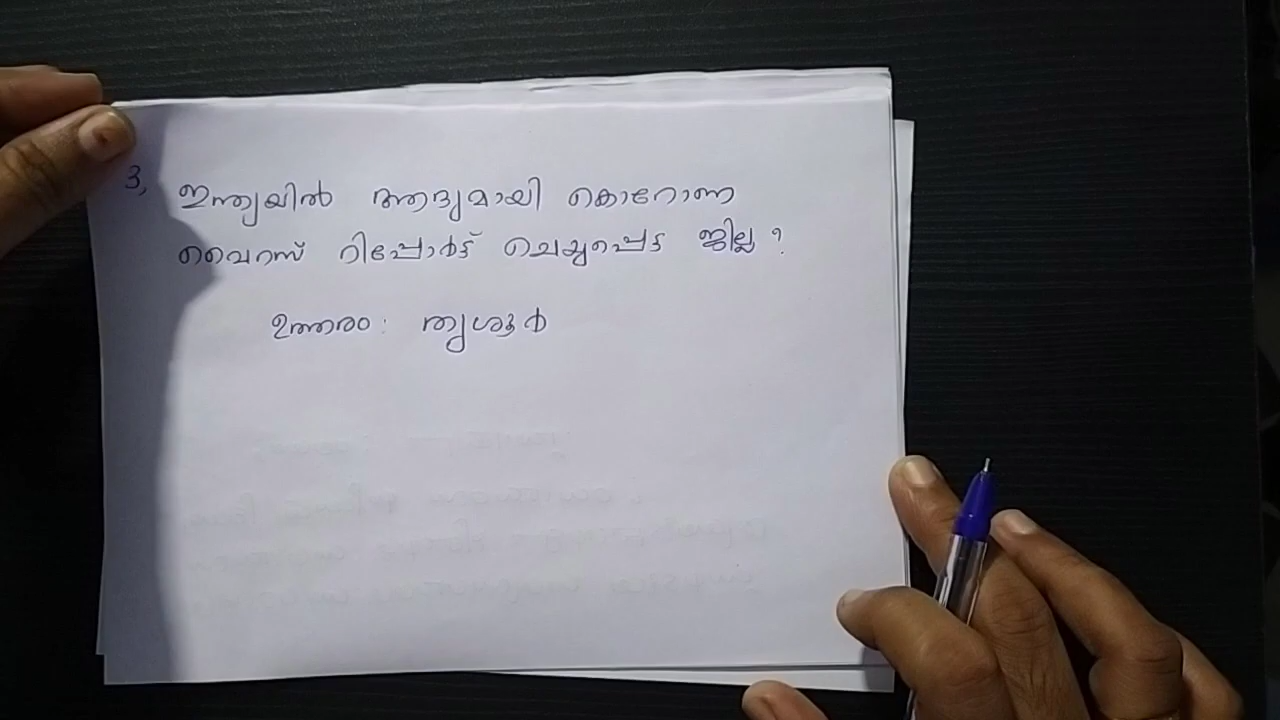 3, ഇന്ത്യയിൽ ആദ്യമായി കൊറോണ
വൈറസ് റിപ്പോർട്ട് ചെയ്യപ്പെട്ട ജില്ല ?
ഉത്തരം : തൃശൂർ